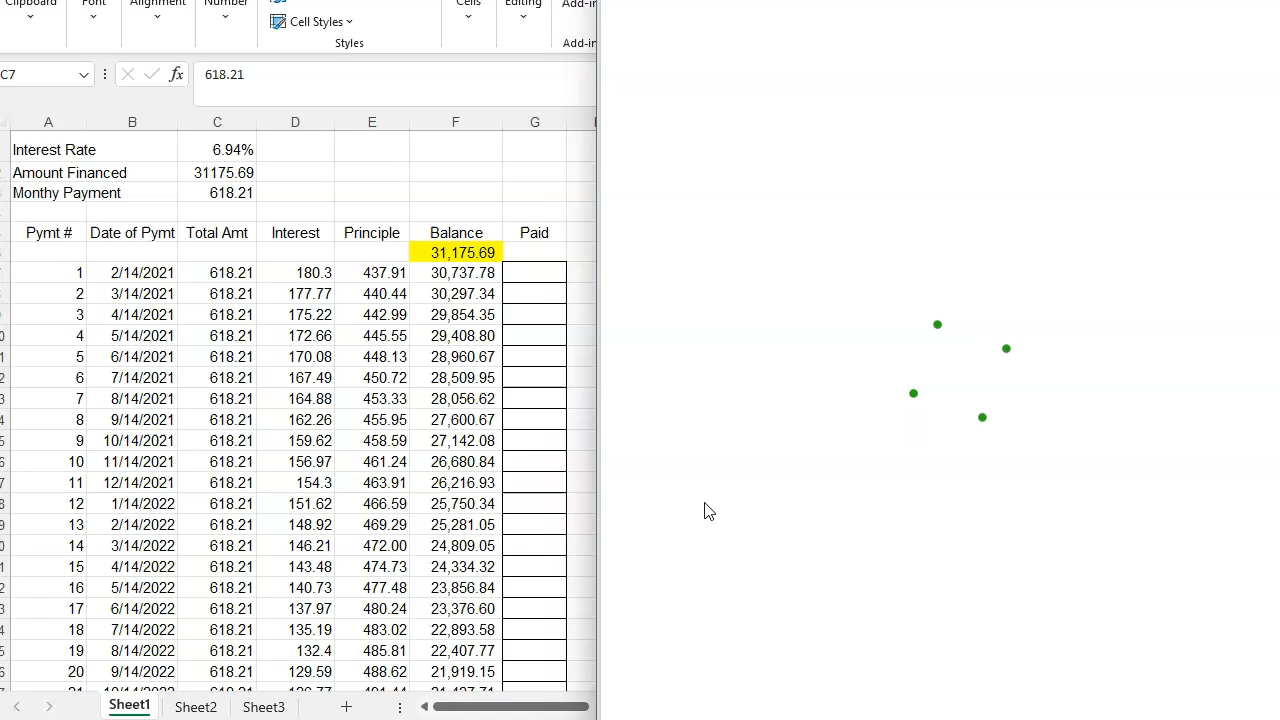 Clipboard Font Alignment Number Cells Editing Add-in
Cell Styles
Styles Add-in
C7 fx 618.21
A B C D E F G
Interest Rate 6.94%
Amount Financed 31175.69
Monthy Payment 618.21
Pymt # Date of Pymt Total Amt Interest Principle Balance Paid
31,175.69
1 2/14/2021 618.21 180.3 437.91 30,737.78
2 3/14/2021 618.21 177.77 440.44 30,297.34
3 4/14/2021 618.21 175.22 442.99 29,854.35
4 5/14/2021 618.21 172.66 445.55 29,408.80
5 6/14/2021 618.21 170.08 448.13 28,960.67
6 7/14/2021 618.21 167.49 450.72 28,509.95
7 8/14/2021 618.21 164.88 453.33 28,056.62
8 9/14/2021 618.21 162.26 455.95 27,600.67
9 10/14/2021 618.21 159.62 458.59 27,142.08
10 11/14/2021 618.21 156.97 461.24 26,680.84
11 12/14/2021 618.21 154.3 463.91 26,216.93
12 1/14/2022 618.21 151.62 466.59 25,750.34
13 2/14/2022 618.21 148.92 469.29 25,281.05
14 3/14/2022 618.21 146.21 472.00 24,809.05
15 4/14/2022 618.21 143.48 474.73 24,334.32
16 5/14/2022 618.21 140.73 477.48 23,856.84
17 6/14/2022 618.21 137.97 480.24 23,376.60
18 7/14/2022 618.21 135.19 483.02 22,893.58
19 8/14/2022 618.21 132.4 485.81 22,407.77
20 9/14/2022 618.21 129.59 488.62 21,919.15
Sheet1 Sheet2 Sheet3